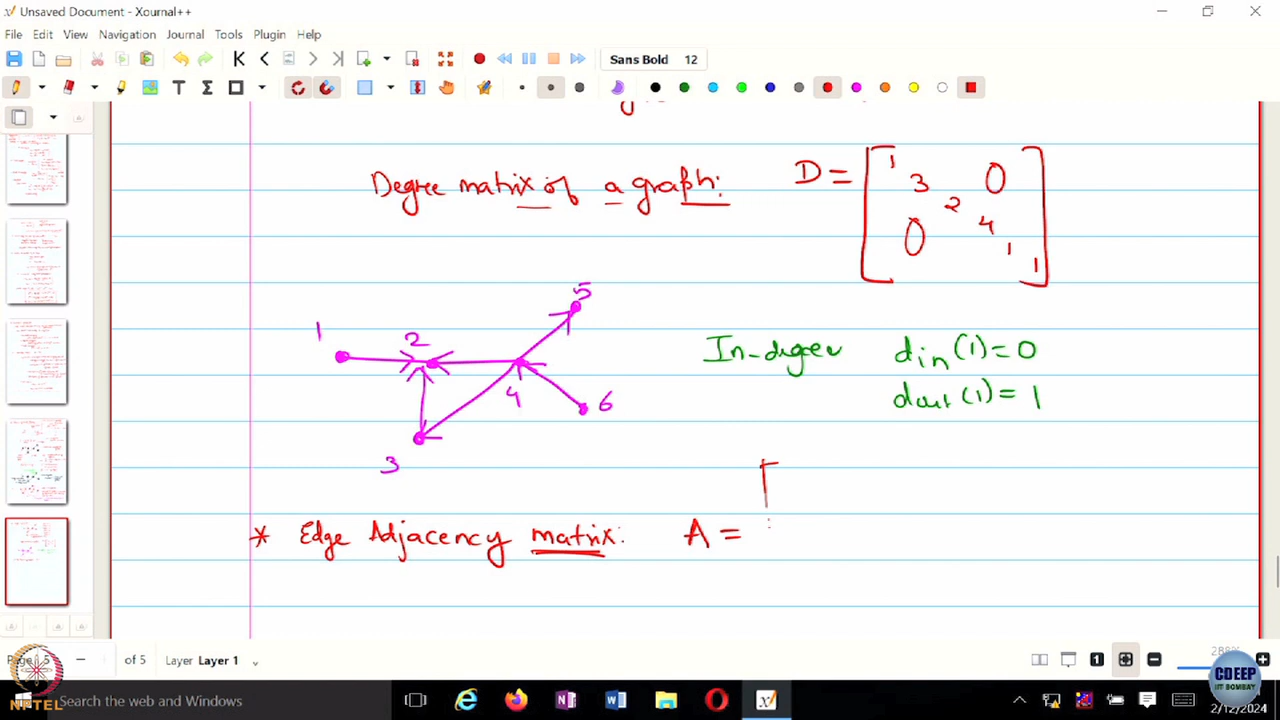 Unsaved Document - Xournal++
File Edit View Navigation Journal Tools Plugin Help
Sans Bold 12
Degree matrix of a graph: D = [ 1 3 0 2 0 4 1 1 ]
5
1 2
In-degree din(1) = 0
4 6 dout(1) = 1
3
* Edge Adjacency matrix: A =
of 5 Layer Layer 1
Search the web and Windows
NPTEL
CDEEP
IIT BOMBAY
2/12/2024